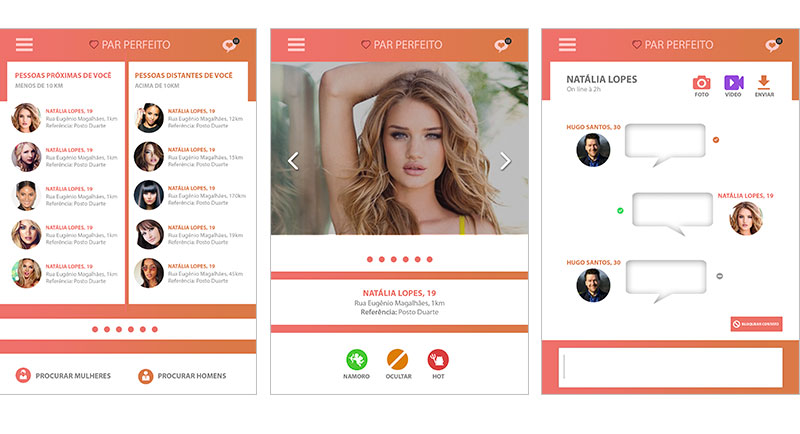 PAR PERFEITO
PESSOAS PRÓXIMAS DE VOCÊ
MENOS DE 10 KM
NATÁLIA LOPES, 19
Rua Eugênio Magalhães, 1km
Referência: Posto Duarte
NATÁLIA LOPES, 19
Rua Eugênio Magalhães, 1km
Referência: Posto Duarte
NATÁLIA LOPES, 19
Rua Eugênio Magalhães, 1km
Referência: Posto Duarte
NATÁLIA LOPES, 19
Rua Eugênio Magalhães, 1km
Referência: Posto Duarte
NATÁLIA LOPES, 19
Rua Eugênio Magalhães, 1km
Referência: Posto Duarte
PESSOAS DISTANTES DE VOCÊ
ACIMA DE 10KM
NATÁLIA LOPES, 19
Rua Eugênio Magalhães, 12km
Referência: Posto Duarte
NATÁLIA LOPES, 19
Rua Eugênio Magalhães, 15km
Referência: Posto Duarte
NATÁLIA LOPES, 19
Rua Eugênio Magalhães, 170km
Referência: Posto Duarte
NATÁLIA LOPES, 19
Rua Eugênio Magalhães, 19km
Referência: Posto Duarte
NATÁLIA LOPES, 19
Rua Eugênio Magalhães, 45km
Referência: Posto Duarte
PROCURAR MULHERES
PROCURAR HOMENS
PAR PERFEITO
NATÁLIA LOPES, 19
Rua Eugênio Magalhães, 1km
Referência: Posto Duarte
NAMORO
OCULTAR
HOT
PAR PERFEITO
NATÁLIA LOPES
On line à 2h
FOTO
VÍDEO
ENVIAR
HUGO SANTOS, 30
NATÁLIA LOPES, 19
HUGO SANTOS, 30
BLOQUEAR CONTATO